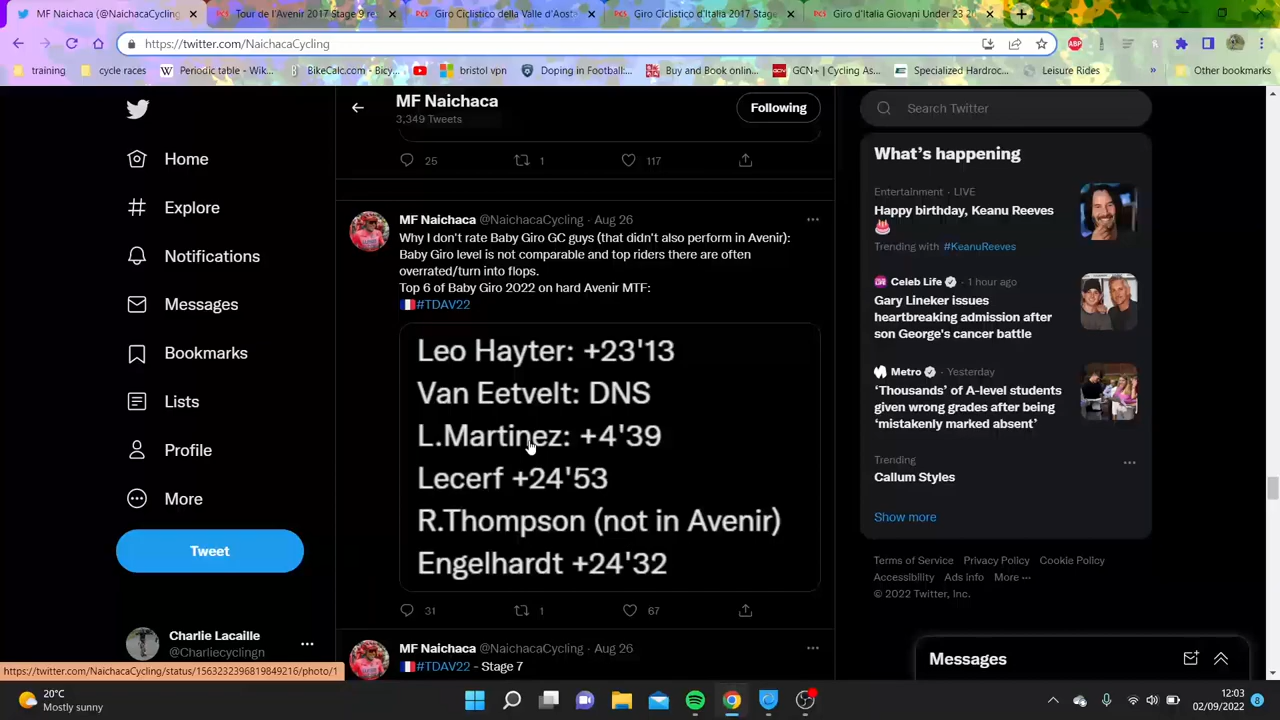 MF Naichaca (@NaichacaCycling)
Tour de l'Avenir 2017 Stage 9 re
Giro Ciclistico della Valle d'Aost
Giro Ciclistico d'Italia 2017 Stage
Giro d'Italia Giovani Under 23 20
https://twitter.com/NaichacaCycling
training
cycle races
Periodic table - Wik...
BikeCalc.com - Bicy...
bristol vpn
Doping in Football:...
Buy and Book onlin...
GCN+ | Cycling As...
Specialized Hardroc...
Leisure Rides
»
Other bookmarks
MF Naichaca
3,349 Tweets
Following
Search Twitter
Home
Explore
Notifications
Messages
Bookmarks
Lists
Profile
More
Tweet
Charlie Lacaille
@Charliecyclingn
25
1
117
MF Naichaca @NaichacaCycling · Aug 26
Why I don't rate Baby Giro GC guys (that didn't also perform in Avenir):
Baby Giro level is not comparable and top riders there are often
overrated/turn into flops.
Top 6 of Baby Giro 2022 on hard Avenir MTF:
#TDAV22
Leo Hayter: +23'13
Van Eetvelt: DNS
L.Martinez: +4'39
Lecerf +24'53
R.Thompson (not in Avenir)
Engelhardt +24'32
31
1
67
MF Naichaca @NaichacaCycling · Aug 26
#TDAV22 - Stage 7
What's happening
Entertainment · LIVE
Happy birthday, Keanu Reeves
Trending with #KeanuReeves
Celeb Life · 1 hour ago
Gary Lineker issues
heartbreaking admission after
son George's cancer battle
Metro · Yesterday
'Thousands' of A-level students
given wrong grades after being
'mistakenly marked absent'
Trending
Callum Styles
Show more
Terms of Service Privacy Policy Cookie Policy
Accessibility Ads info More ···
© 2022 Twitter, Inc.
Messages
https://twitter.com/NaichacaCycling/status/1563232396819849216/photo/1
20°C
Mostly sunny
12:03
02/09/2022
8